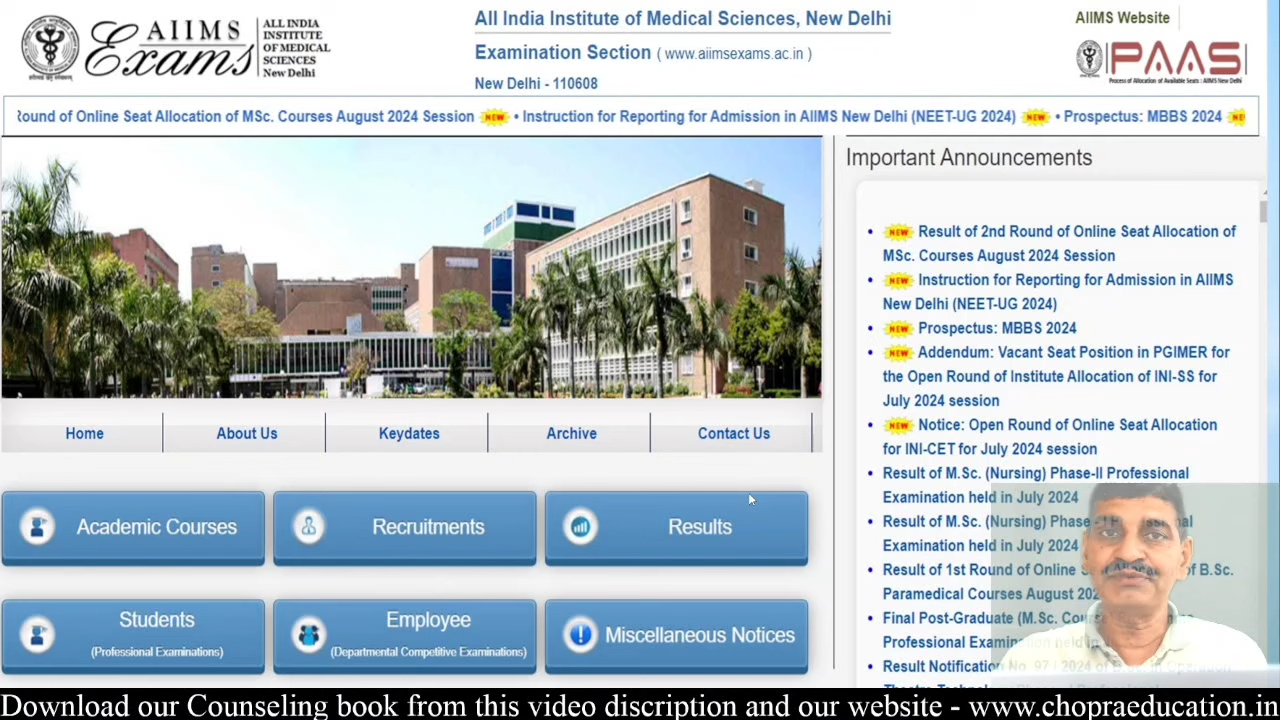 AIIMS
Exams
ALL INDIA
INSTITUTE
OF MEDICAL
SCIENCES
New Delhi
All India Institute of Medical Sciences, New Delhi
Examination Section ( www.aiimsexams.ac.in )
New Delhi - 110608
AIIMS Website
PAAS
Process of Allocation of Available Seats : AIIMS New Delhi
Round of Online Seat Allocation of MSc. Courses August 2024 Session NEW • Instruction for Reporting for Admission in AIIMS New Delhi (NEET-UG 2024) NEW • Prospectus: MBBS 2024
Important Announcements
• NEW Result of 2nd Round of Online Seat Allocation of
MSc. Courses August 2024 Session
• NEW Instruction for Reporting for Admission in AIIMS
New Delhi (NEET-UG 2024)
• NEW Prospectus: MBBS 2024
• NEW Addendum: Vacant Seat Position in PGIMER for
the Open Round of Institute Allocation of INI-SS for
July 2024 session
• NEW Notice: Open Round of Online Seat Allocation
for INI-CET for July 2024 session
• Result of M.Sc. (Nursing) Phase-II Professional
Examination held in July 2024
• Result of M.Sc. (Nursing) Phase
Examination held in July 2024
• Result of 1st Round of Online of B.Sc.
Paramedical Courses August
• Final Post-Graduate (M.Sc.
Professional held in
• Result Notification No. 97 2024 of in Operation
Home
About Us
Keydates
Archive
Contact Us
Academic Courses
Recruitments
Results
Students
(Professional Examinations)
Employee
(Departmental Competitive Examinations)
Miscellaneous Notices
Download our Counseling book from this video discription and our website - www.chopraeducation.in